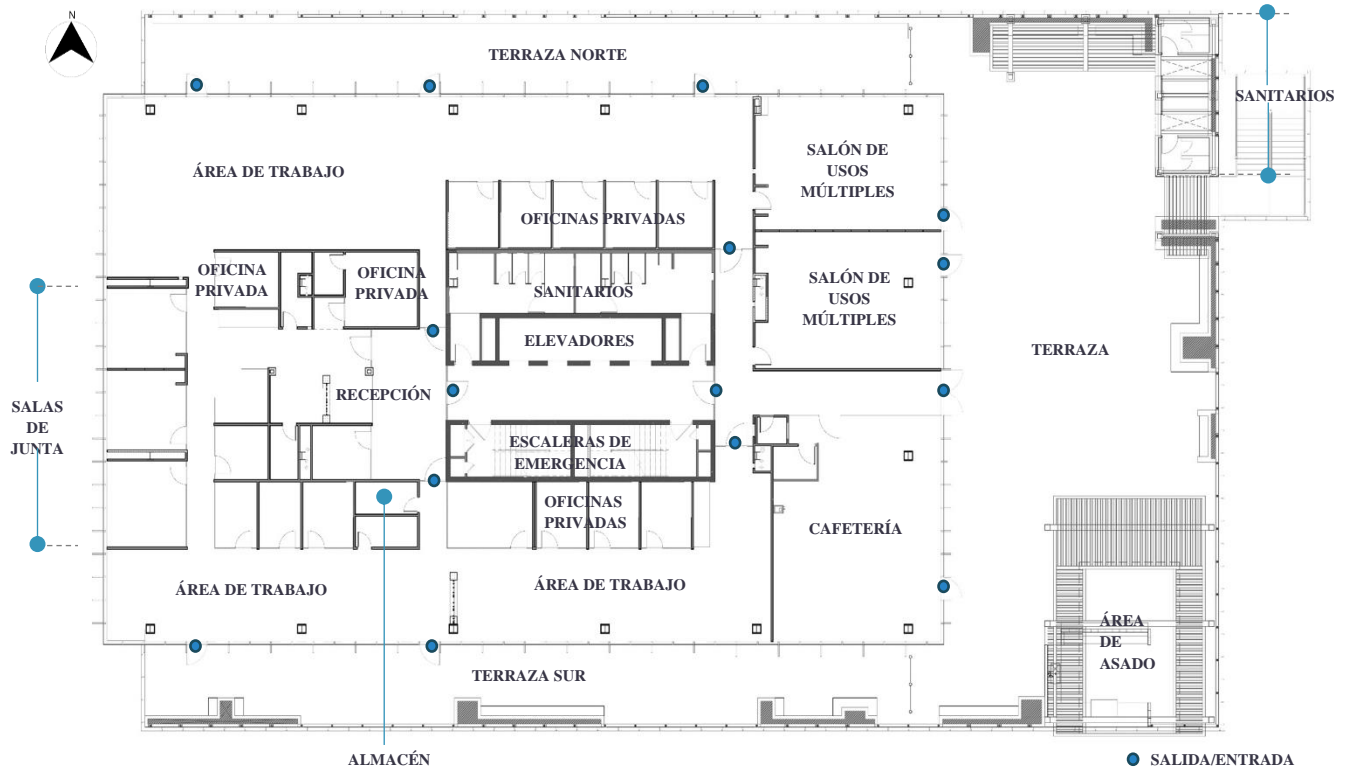 N
TERRAZA NORTE
SANITARIOS
SALÓN DE
USOS
MÚLTIPLES
ÁREA DE TRABAJO
OFICINAS PRIVADAS
OFICINA
PRIVADA
OFICINA
PRIVADA
SANITARIOS
SALÓN DE
USOS
MÚLTIPLES
ELEVADORES
TERRAZA
RECEPCIÓN
SALAS
DE
JUNTA
ESCALERAS DE
EMERGENCIA
OFICINAS
PRIVADAS
CAFETERÍA
ÁREA DE TRABAJO
ÁREA DE TRABAJO
ÁREA
DE
ASADO
TERRAZA SUR
ALMACÉN
SALIDA/ENTRADA